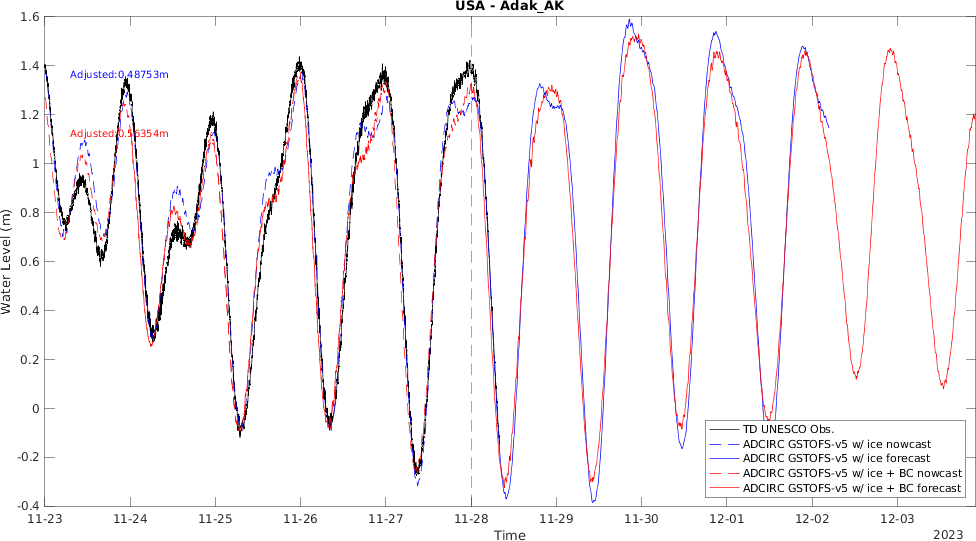 USA - Adak_AK
1.6
1.4
1.2
1
0.8
0.6
0.4
0.2
0
-0.2
-0.4
Water Level (m)
Adjusted:0.48753m
Adjusted:0.56354m
TD UNESCO Obs.
ADCIRC GSTOFS-v5 w/ ice nowcast
ADCIRC GSTOFS-v5 w/ ice forecast
ADCIRC GSTOFS-v5 w/ ice + BC nowcast
ADCIRC GSTOFS-v5 w/ ice + BC forecast
11-23 11-24 11-25 11-26 11-27 11-28 11-29 11-30 12-01 12-02 12-03
Time
2023